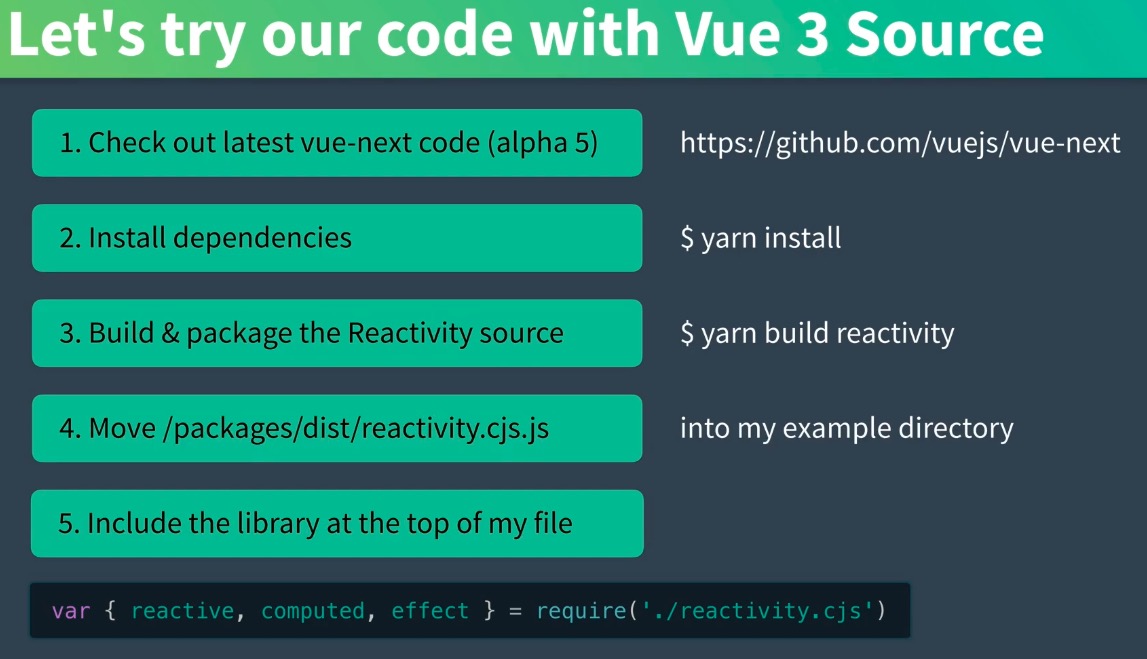 Let's try our code with Vue 3 Source
1. Check out latest vue-next code (alpha 5)
https://github.com/vuejs/vue-next
2. Install dependencies
$ yarn install
3. Build & package the Reactivity source
$ yarn build reactivity
4. Move /packages/dist/reactivity.cjs.js
into my example directory
5. Include the library at the top of my file
var { reactive, computed, effect } = require('./reactivity.cjs')